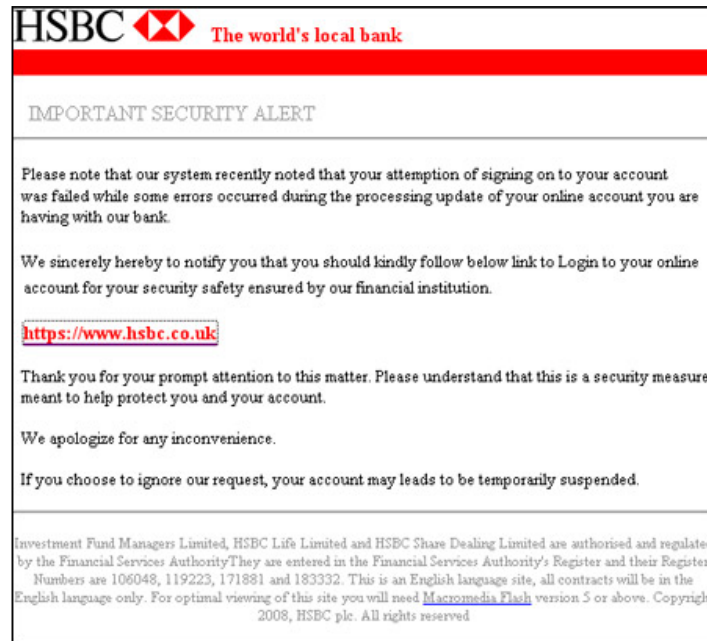 HSBC The world's local bank
IMPORTANT SECURITY ALERT
Please note that our system recently noted that your attemption of signing on to your account
was failed while some errors occurred during the processing update of your online account you are
having with our bank.
We sincerely hereby to notify you that you should kindly follow below link to Login to your online
account for your security safety ensured by our financial institution.
https://www.hsbc.co.uk
Thank you for your prompt attention to this matter. Please understand that this is a security measure
meant to help protect you and your account.
We apologize for any inconvenience.
If you choose to ignore our request, your account may leads to be temporarily suspended.
Investment Fund Managers Limited, HSBC Life Limited and HSBC Share Dealing Limited are authorised and regulate
by the Financial Services AuthorityThey are entered in the Financial Services Authority's Register and their Register
Numbers are 106048, 119223, 171881 and 183332. This is an English language site, all contracts will be in the
English language only. For optimal viewing of this site you will need Macromedia Flash version 5 or above. Copyrigh
2008, HSBC plc. All rights reserved